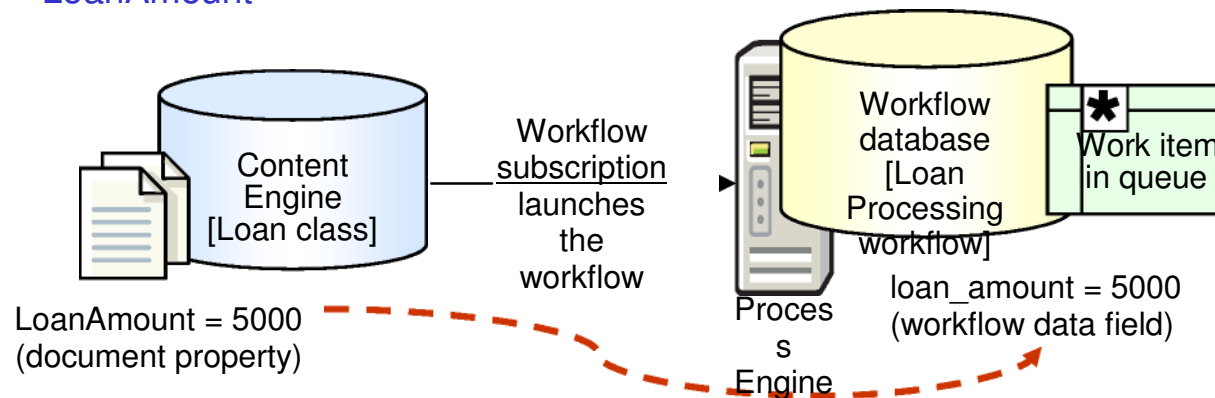 LoanAmount
Content
Engine
[Loan class]
LoanAmount = 5000
(document property)
Workflow
subscription
launches
the
workflow
Proces
s
Engine
Workflow
database
[Loan
Processing
workflow]
loan_amount = 5000
(workflow data field)
*
Work item
in queue